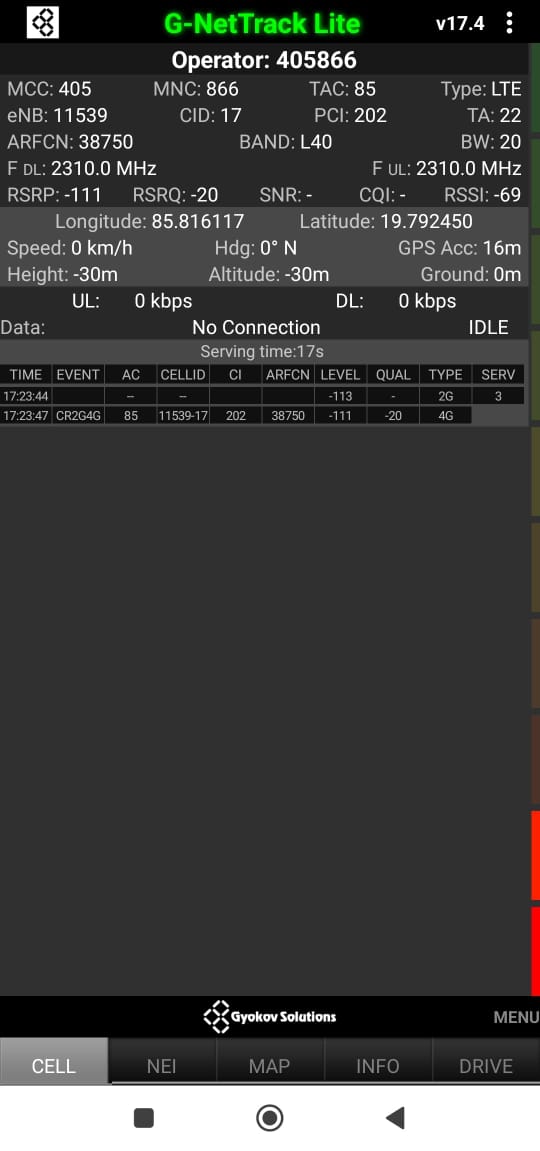 G-NetTrack Lite v17.4
Operator: 405866
MCC: 405 MNC: 866 TAC: 85 Type: LTE
eNB: 11539 CID: 17 PCI: 202 TA: 22
ARFCN: 38750 BAND: L40 BW: 20
F DL: 2310.0 MHz F UL: 2310.0 MHz
RSRP: -111 RSRQ: -20 SNR: - CQI: - RSSI: -69
Longitude: 85.816117 Latitude: 19.792450
Speed: 0 km/h Hdg: 0° N GPS Acc: 16m
Height: -30m Altitude: -30m Ground: 0m
UL: 0 kbps DL: 0 kbps
Data: No Connection IDLE
Serving time:17s
TIME EVENT AC CELLID CI ARFCN LEVEL QUAL TYPE SERV
17:23:44 -- -- -113 - 2G 3
17:23:47 CR2G4G 85 11539-17 202 38750 -111 -20 4G
Gyokov Solutions MENU
CELL NEI MAP INFO DRIVE